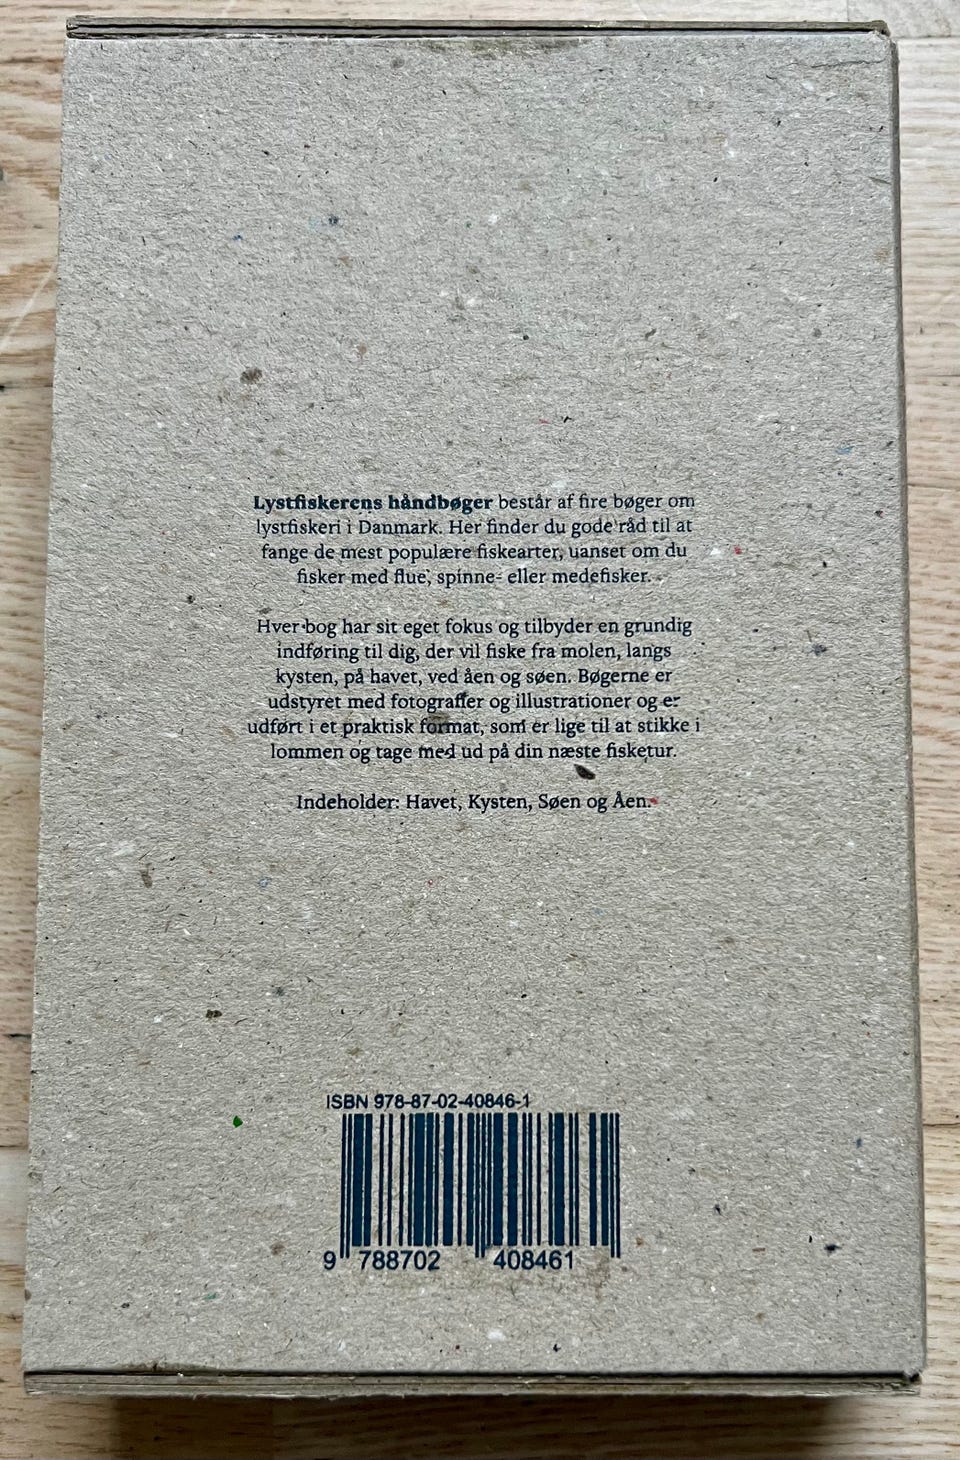 Lystfiskerens håndbøger består af fire bøger om
lystfiskeri i Danmark. Her finder du gode råd til at
fange de mest populære fiskearter, uanset om du
fisker med flue, spinne- eller medefisker.
Hver bog har sit eget fokus og tilbyder en grundig
indføring til dig, der vil fiske fra molen, langs
kysten, på havet, ved åen og søen. Bøgerne er
udstyret med fotografier og illustrationer og er
udført i et praktisk format, som er lige til at stikke i
lommen og tage med ud på din næste fisketur.
Indeholder: Havet, Kysten, Søen og Åen.
ISBN 978-87-02-40846-1
9 788702 408461